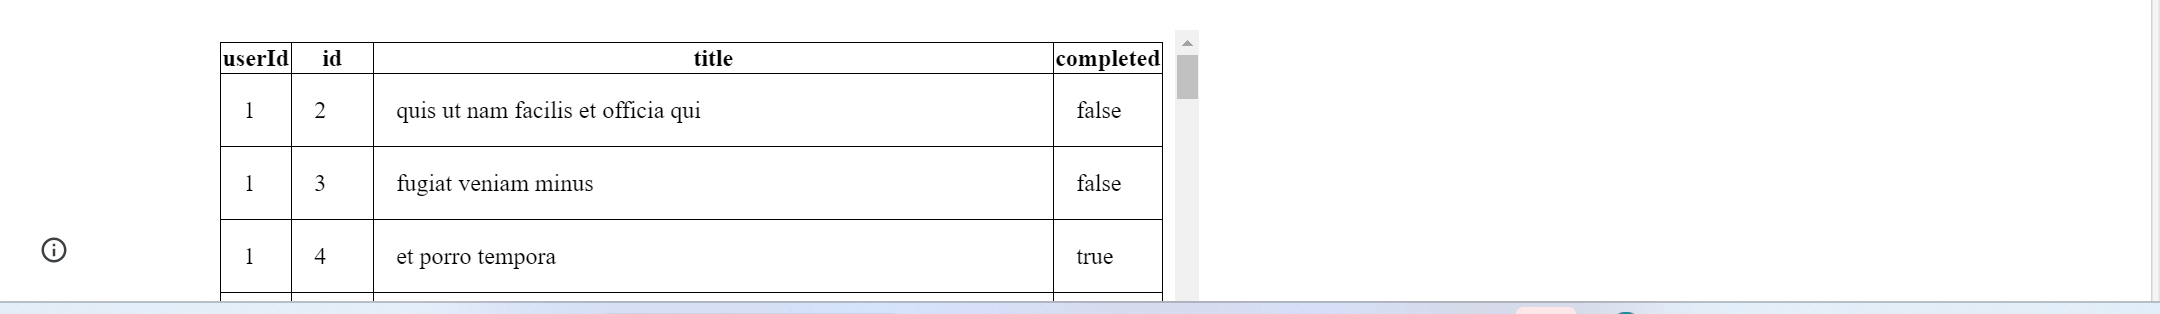 userId id title completed
1 2 quis ut nam facilis et officia qui false
1 3 fugiat veniam minus false
1 4 et porro tempora true